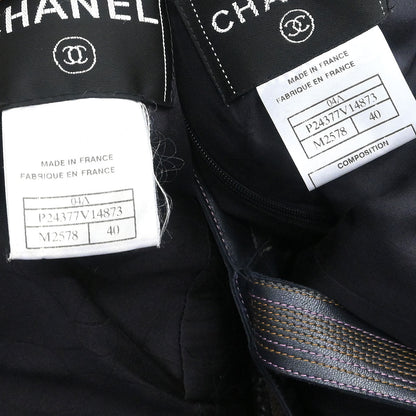 CHANEL
MADE IN FRANCE
FABRIQUE EN FRANCE
04A
P24377V14873
M2578 40
CHANEL
MADE IN FRANCE
FABRIQUE EN FRANCE
04A
P24377V14873
M2578 40
COMPOSITION